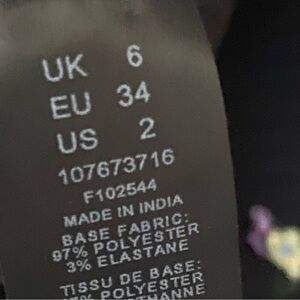 UK 6
EU 34
US 2
107673716
F102544
MADE IN INDIA
BASE FABRIC:
97% POLYESTER
3% ELASTANE
TISSU DE BASE:
POLYESTER